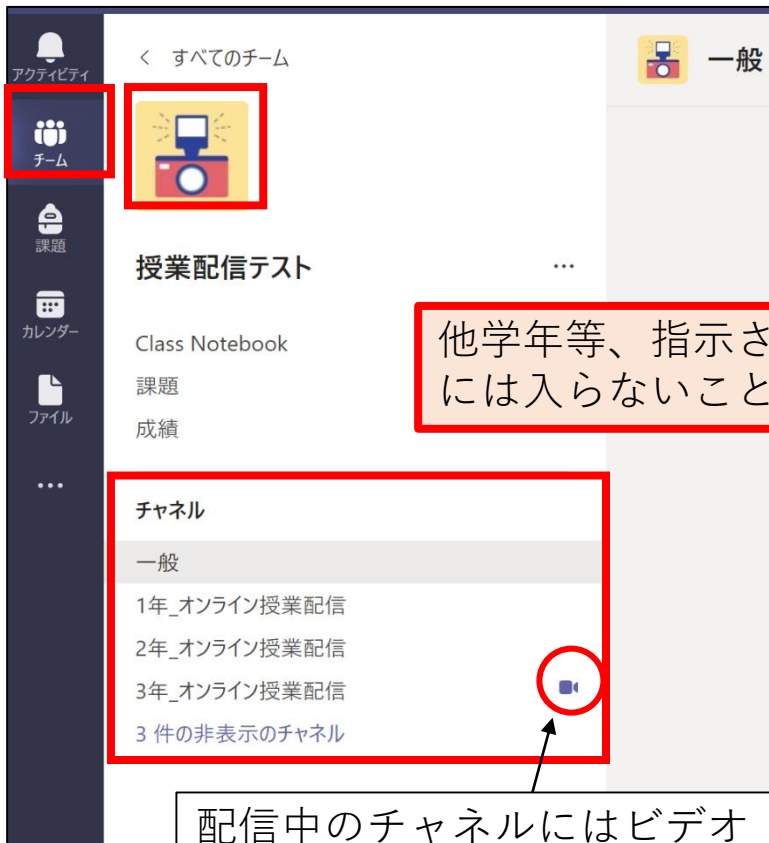 アクティビティ
チーム
課題
カレンダー
ファイル
…
< すべてのチーム
授業配信テスト
…
Class Notebook
課題
成績
チャネル
一般
1年_オンライン授業配信
2年_オンライン授業配信
3年_オンライン授業配信
3 件の非表示のチャネル
一般
他学年等、指示さ
には入らないこと
配信中のチャネルにはビデオ